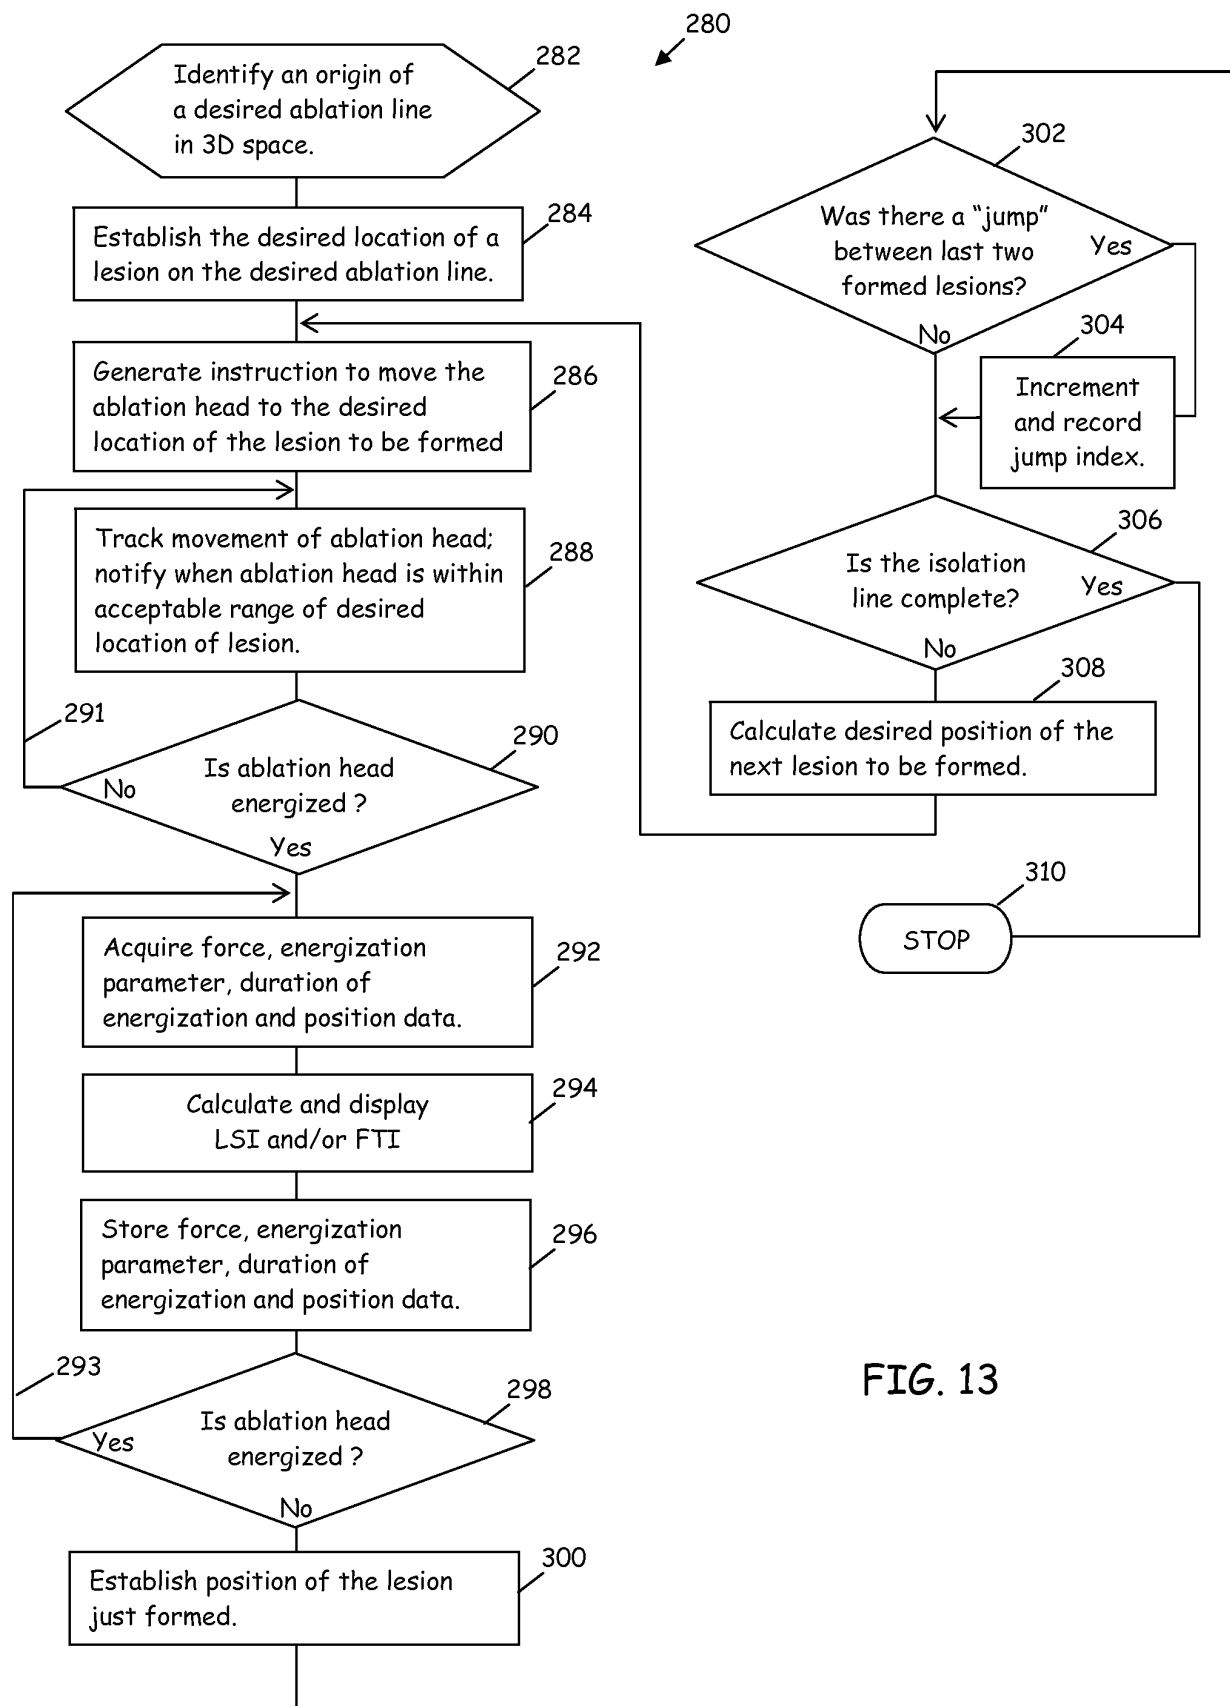 280
282
Identify an origin of
a desired ablation line
in 3D space.
284
Establish the desired location of a
lesion on the desired ablation line.
286
Generate instruction to move the
ablation head to the desired
location of the lesion to be formed
288
Track movement of ablation head;
notify when ablation head is within
acceptable range of desired
location of lesion.
291
290
Is ablation head
energized ?
No
Yes
292
Acquire force, energization
parameter, duration of
energization and position data.
294
Calculate and display
LSI and/or FTI
296
Store force, energization
parameter, duration of
energization and position data.
293
298
Is ablation head
energized ?
Yes
No
300
Establish position of the lesion
just formed.
302
Was there a “jump”
between last two
formed lesions?
Yes
No
304
Increment
and record
jump index.
306
Is the isolation
line complete?
Yes
No
308
Calculate desired position of the
next lesion to be formed.
310
STOP
FIG. 13